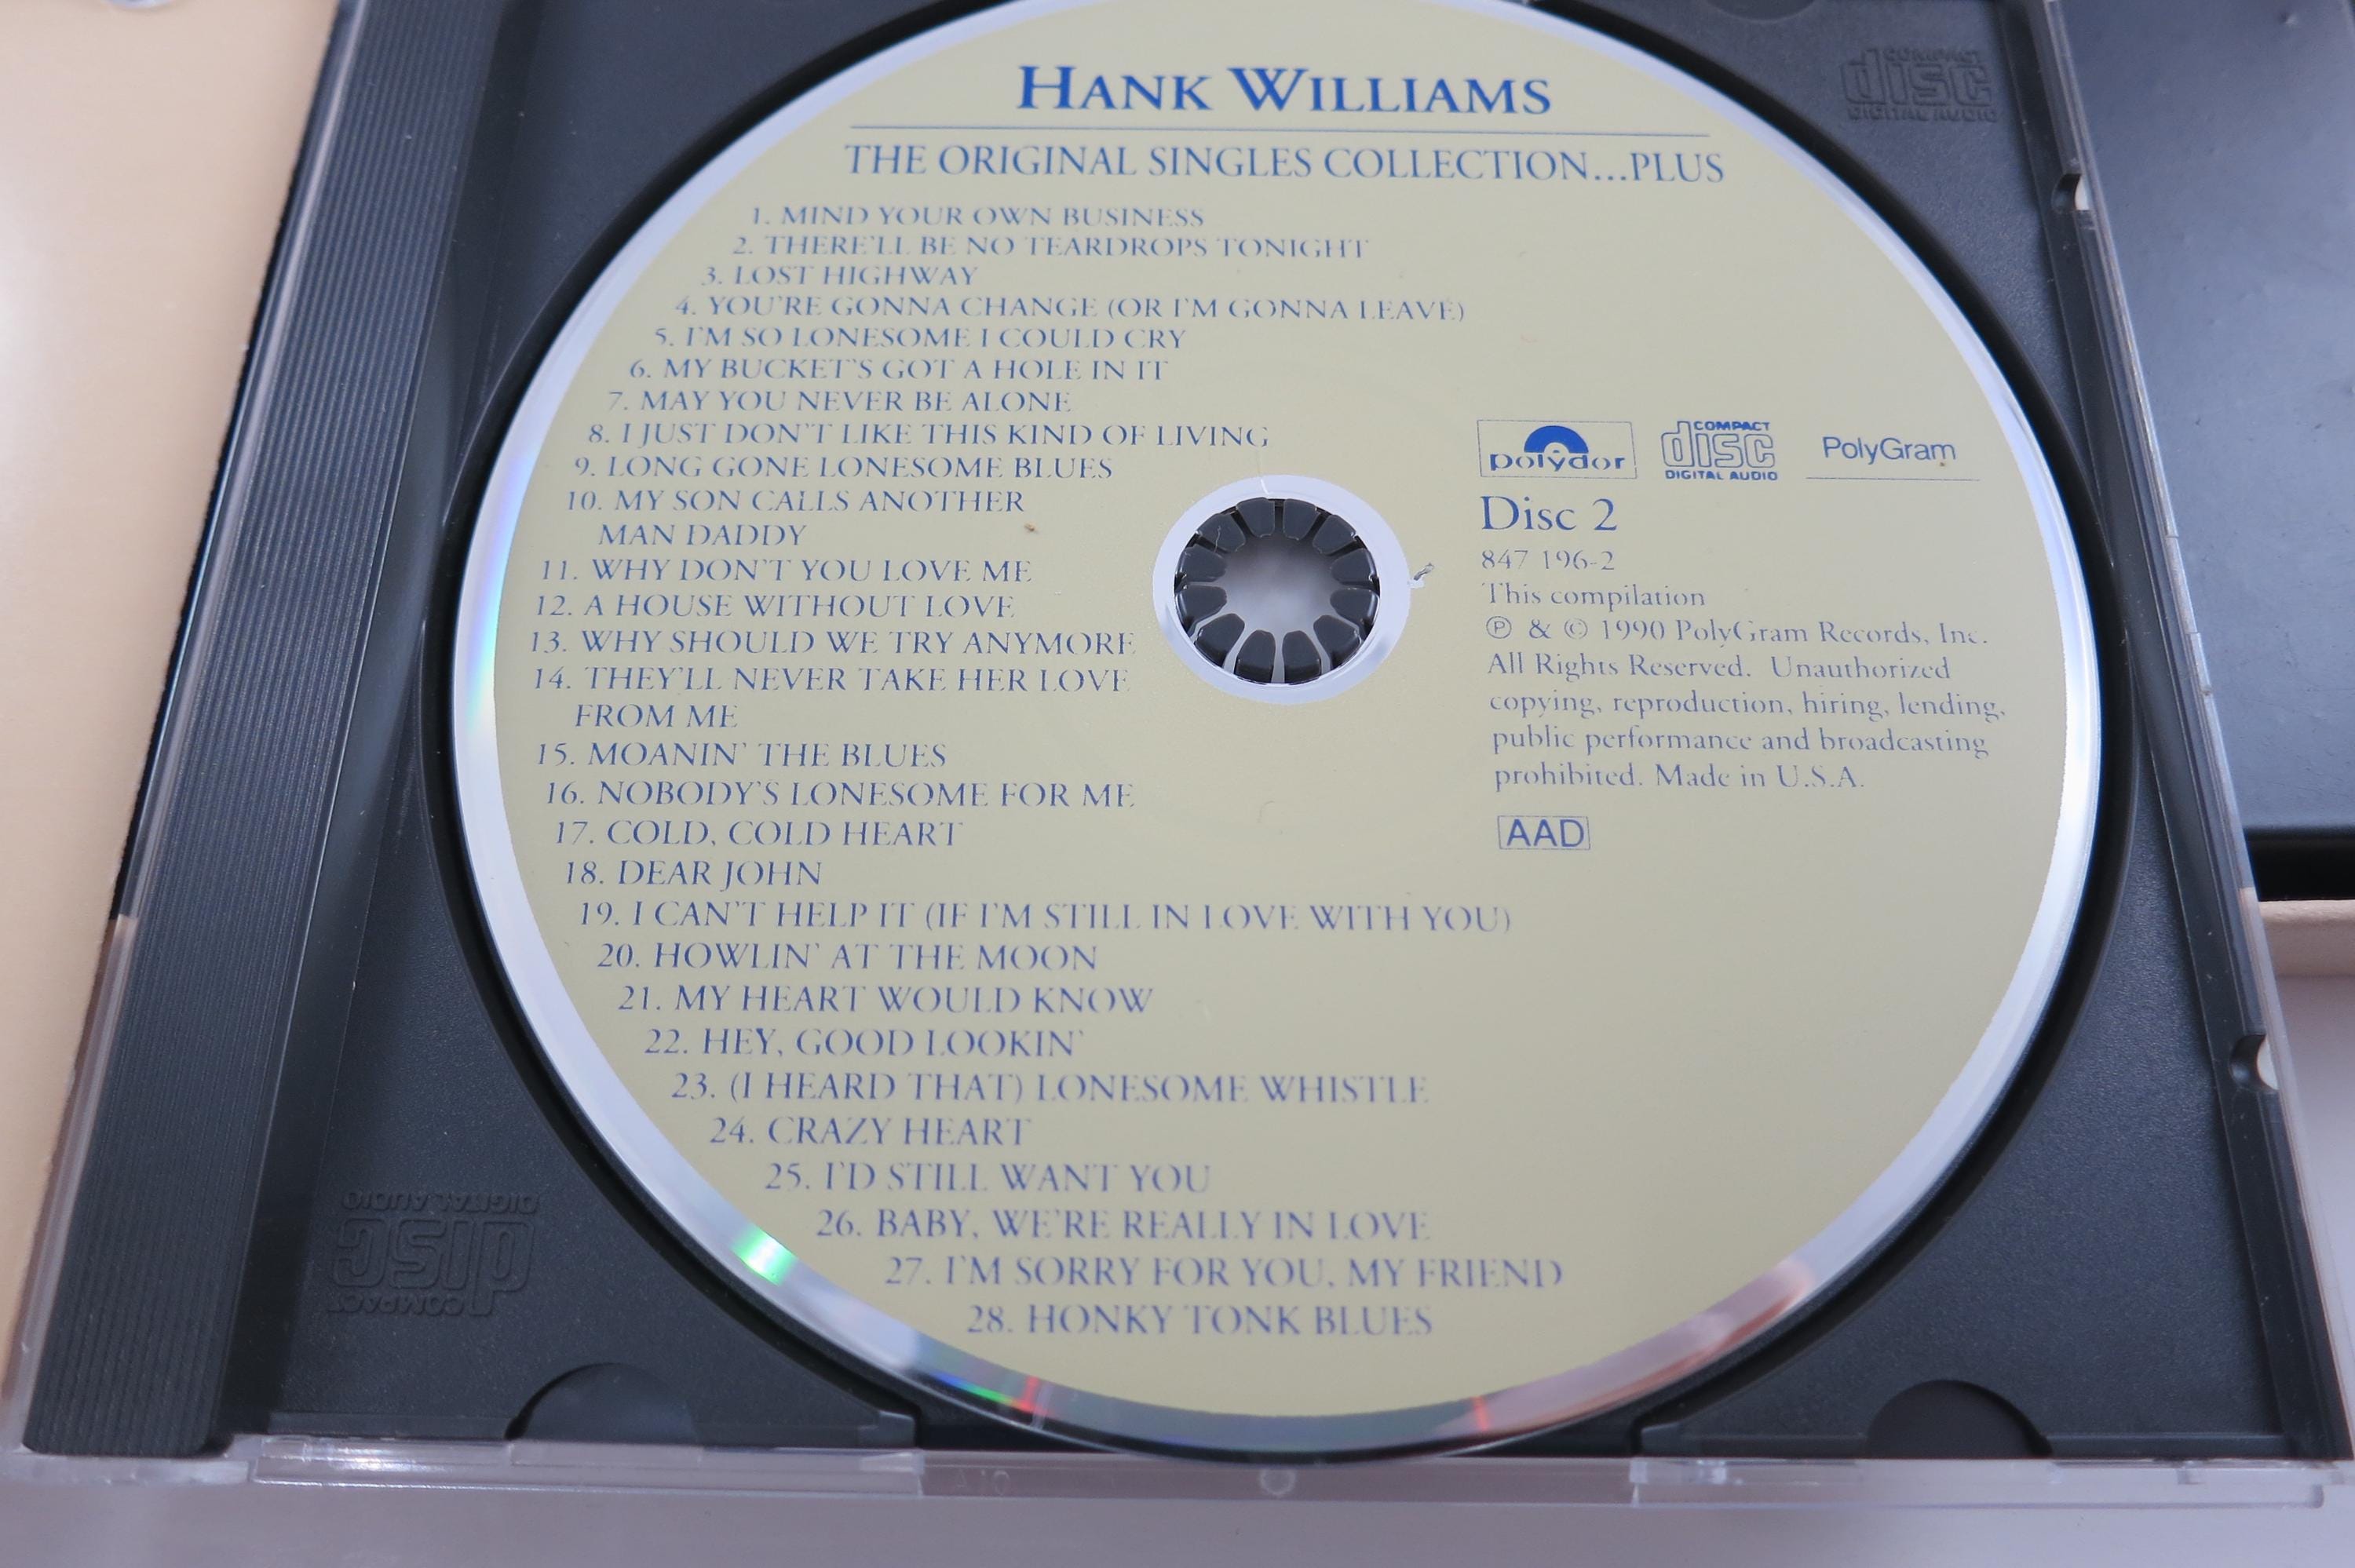 HANK WILLIAMS
THE ORIGINAL SINGLES COLLECTION...PLUS
1. MIND YOUR OWN BUSINESS
2. THERE'LL BE NO TEARDROPS TONIGHT
3. LOST HIGHWAY
4. YOU'RE GONNA CHANGE (OR I'M GONNA LEAVE)
5. I'M SO LONESOME I COULD CRY
6. MY BUCKET'S GOT A HOLE IN IT
7. MAY YOU NEVER BE ALONE
8. I JUST DON'T LIKE THIS KIND OF LIVING
9. LONG GONE LONESOME BLUES
10. MY SON CALLS ANOTHER
MAN DADDY
11. WHY DON'T YOU LOVE ME
12. A HOUSE WITHOUT LOVE
13. WHY SHOULD WE TRY ANYMORE
14. THEY'LL NEVER TAKE HER LOVE
FROM ME
15. MOANIN' THE BLUES
16. NOBODY'S LONESOME FOR ME
17. COLD, COLD HEART
18. DEAR JOHN
19. I CAN'T HELP IT (IF I'M STILL IN LOVE WITH YOU)
20. HOWLIN' AT THE MOON
21. MY HEART WOULD KNOW
22. HEY, GOOD LOOKIN'
23. (I HEARD THAT) LONESOME WHISTLE
24. CRAZY HEART
25. I'D STILL WANT YOU
26. BABY, WE'RE REALLY IN LOVE
27. I'M SORRY FOR YOU, MY FRIEND
28. HONKY TONK BLUES
polydor
COMPACT
disc
DIGITAL AUDIO
PolyGram
Disc 2
847 196-2
This compilation
℗ & © 1990 PolyGram Records, Inc.
All Rights Reserved. Unauthorized
copying, reproduction, hiring, lending,
public performance and broadcasting
prohibited. Made in U.S.A.
AAD
COMPACT
disc
DIGITAL AUDIO
COMPACT
disc
DIGITAL AUDIO